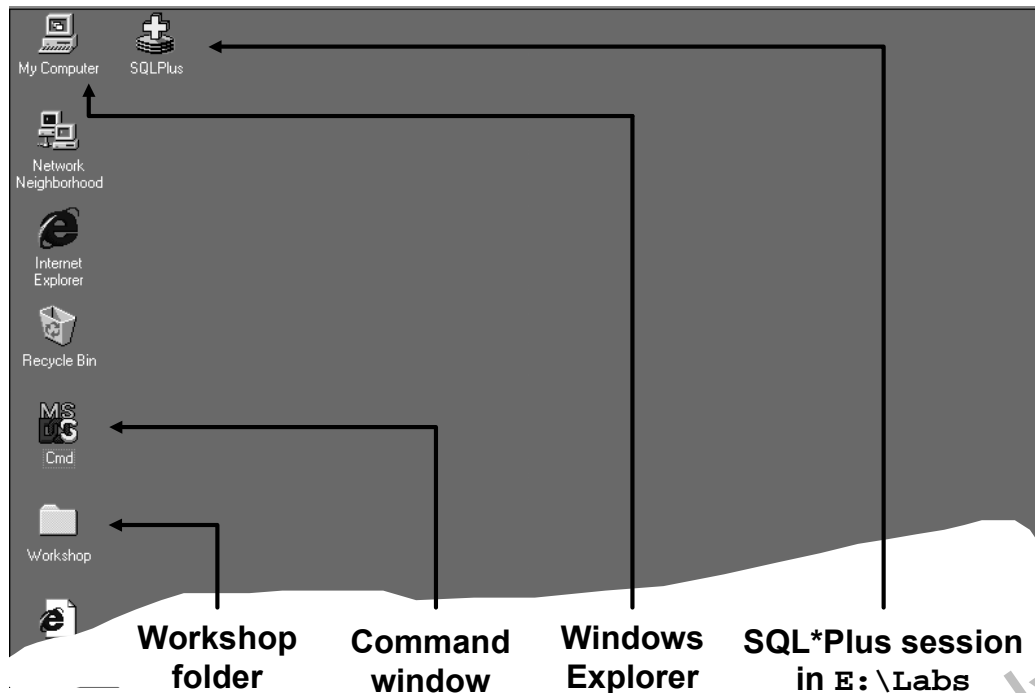 My Computer
SQLPlus
Network
Neighborhood
Internet
Explorer
Recycle Bin
MS
Cmd
Workshop
Workshop
folder
Command
window
Windows
Explorer
SQL*Plus session
in E:\Labs